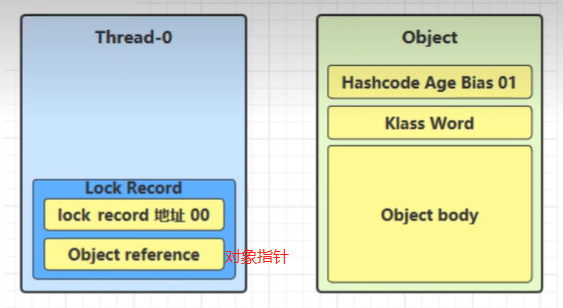 Thread-0
Lock Record
lock record 地址 00
Object reference
对象指针
Object
Hashcode Age Bias 01
Klass Word
Object body